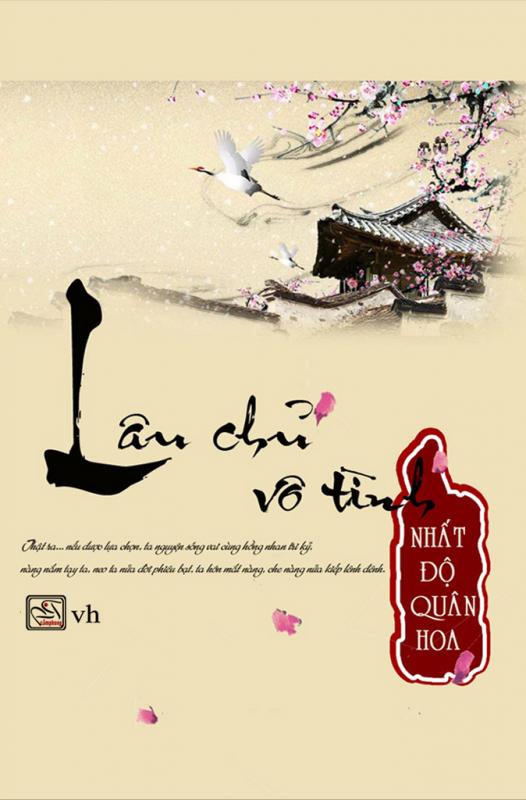 Lâu chủ
vô tình
NHẤT
ĐỘ
QUÂN
HOA
Thật ra... nếu được lựa chọn, ta nguyện sống vai cùng hồng nhan tri kỷ,
nàng nắm tay ta, neo ta nửa đời phiêu bạt, ta hôn mắt nàng, che nàng nửa kiếp lênh đênh.
vh